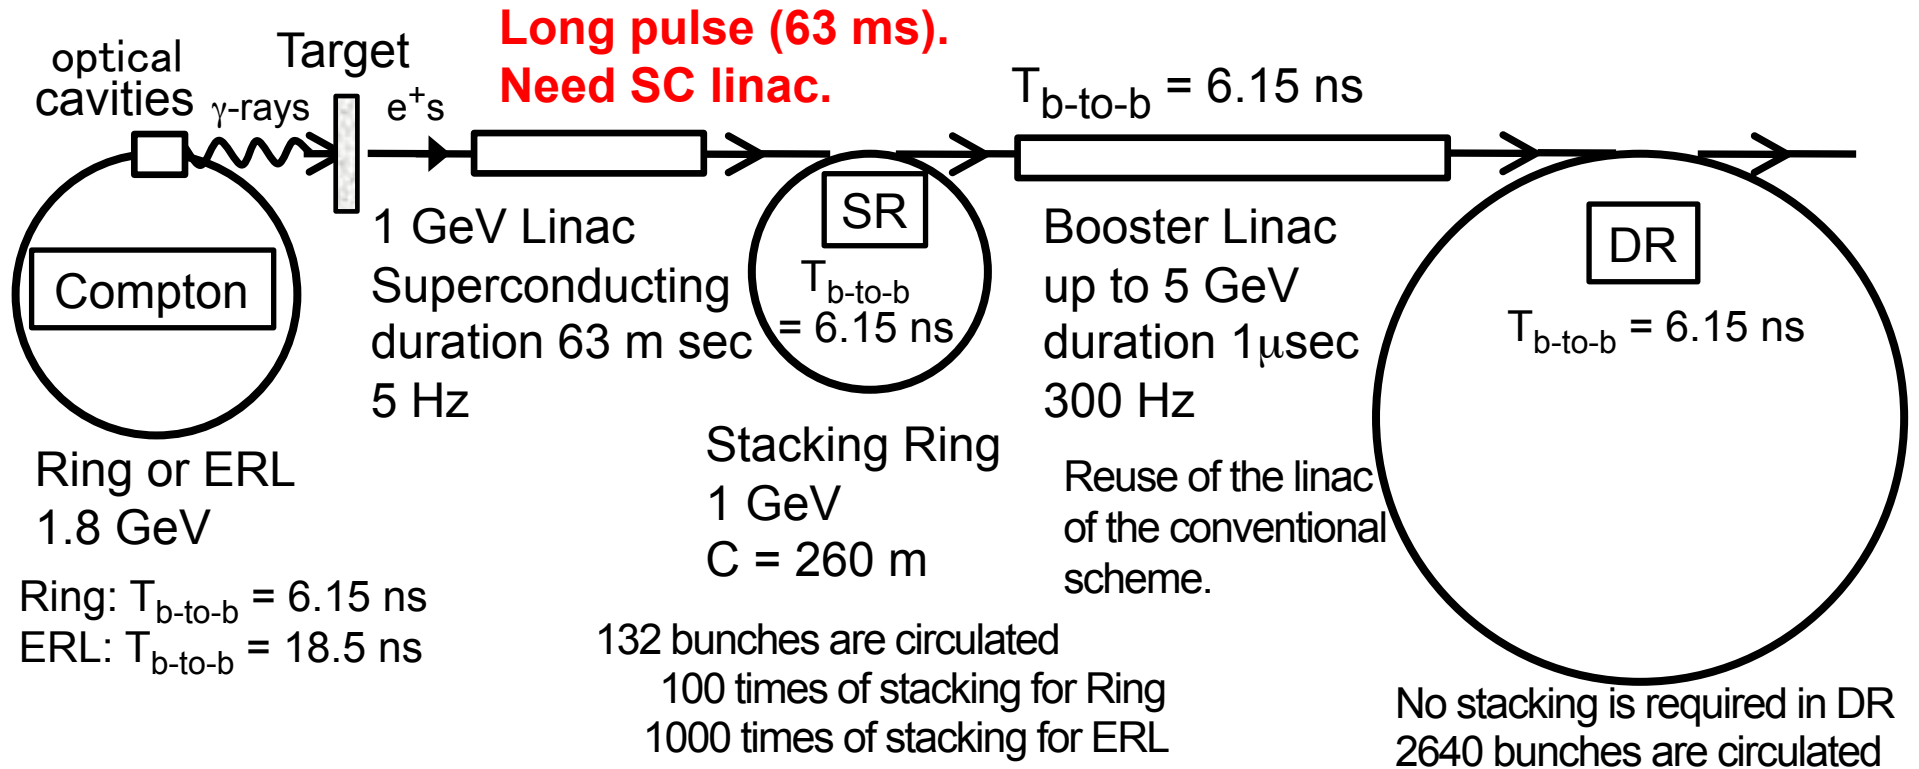 optical
cavities
γ-rays
Target
e⁺s
Long pulse (63 ms).
Need SC linac.
T_b-to-b = 6.15 ns
Compton
Ring or ERL
1.8 GeV
Ring: T_b-to-b = 6.15 ns
ERL: T_b-to-b = 18.5 ns
1 GeV Linac
Superconducting
duration 63 m sec
5 Hz
SR
T_b-to-b
= 6.15 ns
Stacking Ring
1 GeV
C = 260 m
132 bunches are circulated
100 times of stacking for Ring
1000 times of stacking for ERL
Booster Linac
up to 5 GeV
duration 1μsec
300 Hz
Reuse of the linac
of the conventional
scheme.
DR
T_b-to-b = 6.15 ns
No stacking is required in DR
2640 bunches are circulated